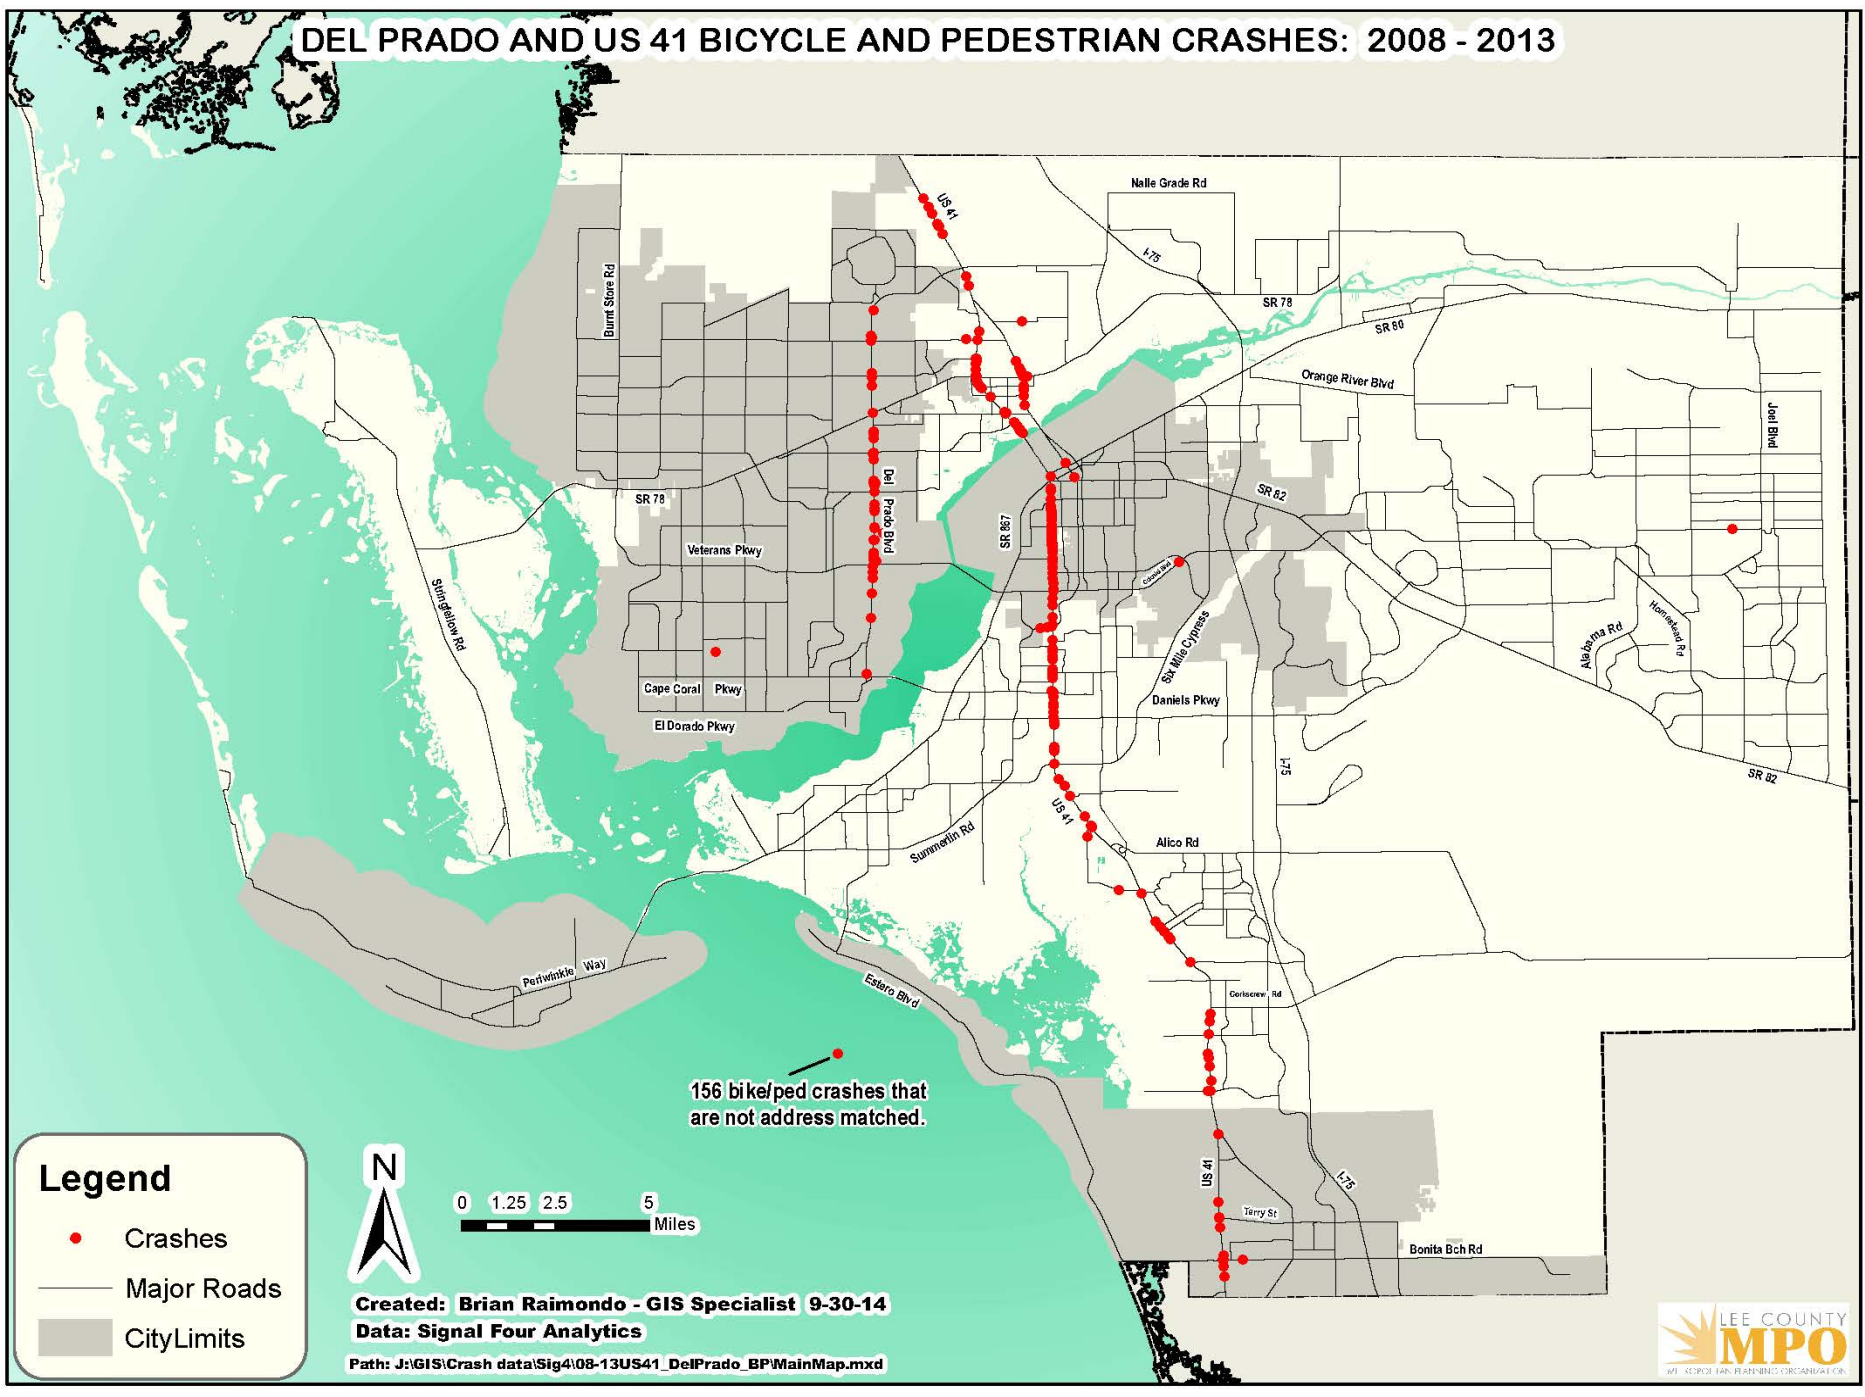 DEL PRADO AND US 41 BICYCLE AND PEDESTRIAN CRASHES: 2008 - 2013
Nalle Grade Rd
US 41
I-75
Burnt Store Rd
SR 78
SR 80
Orange River Blvd
Joel Blvd
Del Prado Blvd
SR 78
SR 82
SR 867
Veterans Pkwy
Colonial Blvd
Stringfellow Rd
Six Mile Cypress
Alabama Rd
Homestead Rd
Cape Coral Pkwy
Daniels Pkwy
El Dorado Pkwy
I-75
SR 82
US 41
Summerlin Rd
Alico Rd
Periwinkle Way
Estero Blvd
Corkscrew Rd
156 bike/ped crashes that
are not address matched.
US 41
I-75
Terry St
Bonita Bch Rd
Legend
Crashes
Major Roads
CityLimits
N
0 1.25 2.5 5
Miles
Created: Brian Raimondo - GIS Specialist 9-30-14
Data: Signal Four Analytics
Path: J:\GIS\Crash data\Sig4\08-13US41_DelPrado_BP\MainMap.mxd
LEE COUNTY
MPO
METROPOLITAN PLANNING ORGANIZATION